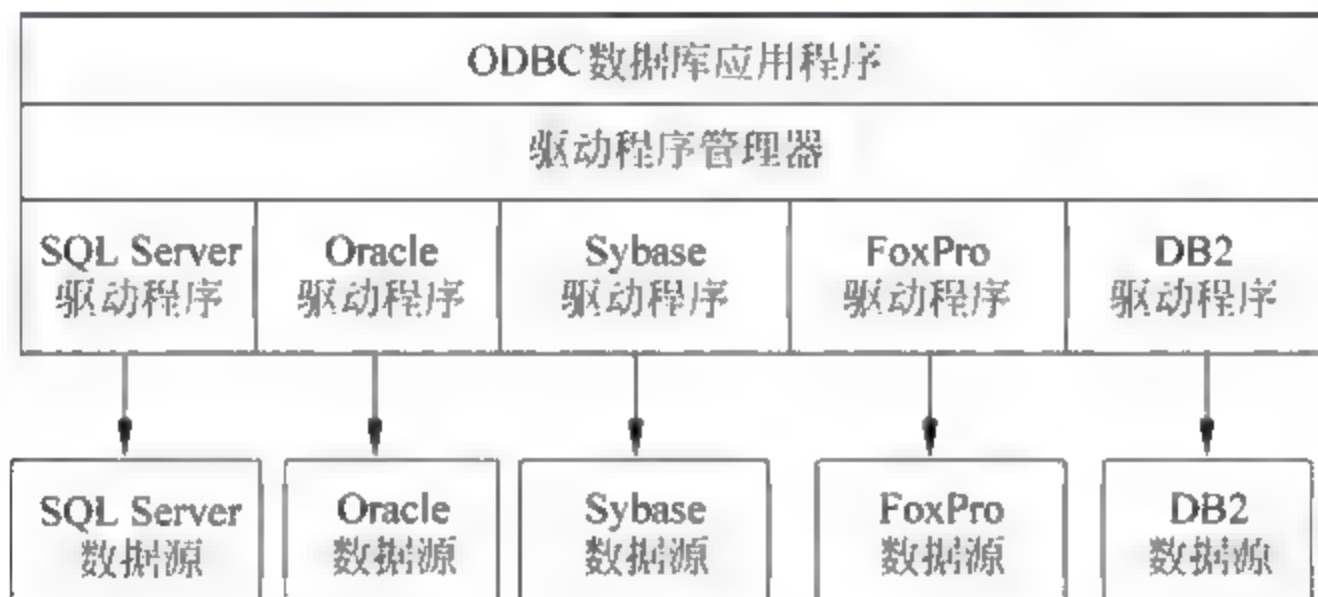 ODBC数据库应用程序
驱动程序管理器
SQL Server
驱动程序
Oracle
驱动程序
Sybase
驱动程序
FoxPro
驱动程序
DB2
驱动程序
SQL Server
数据源
Oracle
数据源
Sybase
数据源
FoxPro
数据源
DB2
数据源